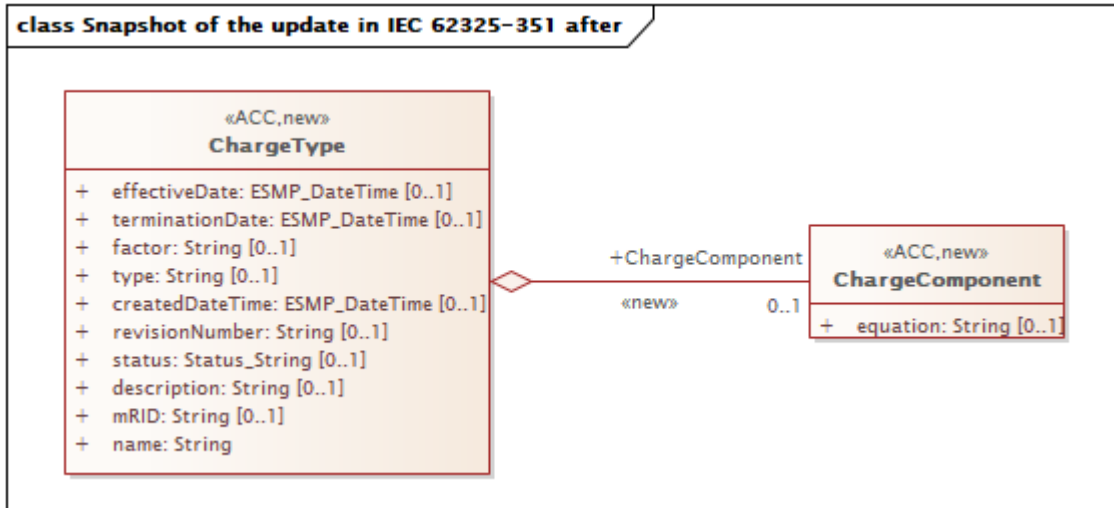 class Snapshot of the update in IEC 62325-351 after
«ACC,new»
ChargeType
+ effectiveDate: ESMP_DateTime [0..1]
+ terminationDate: ESMP_DateTime [0..1]
+ factor: String [0..1]
+ type: String [0..1]
+ createdDateTime: ESMP_DateTime [0..1]
+ revisionNumber: String [0..1]
+ status: Status_String [0..1]
+ description: String [0..1]
+ mRID: String [0..1]
+ name: String
+ChargeComponent
«new»
0..1
«ACC,new»
ChargeComponent
+ equation: String [0..1]